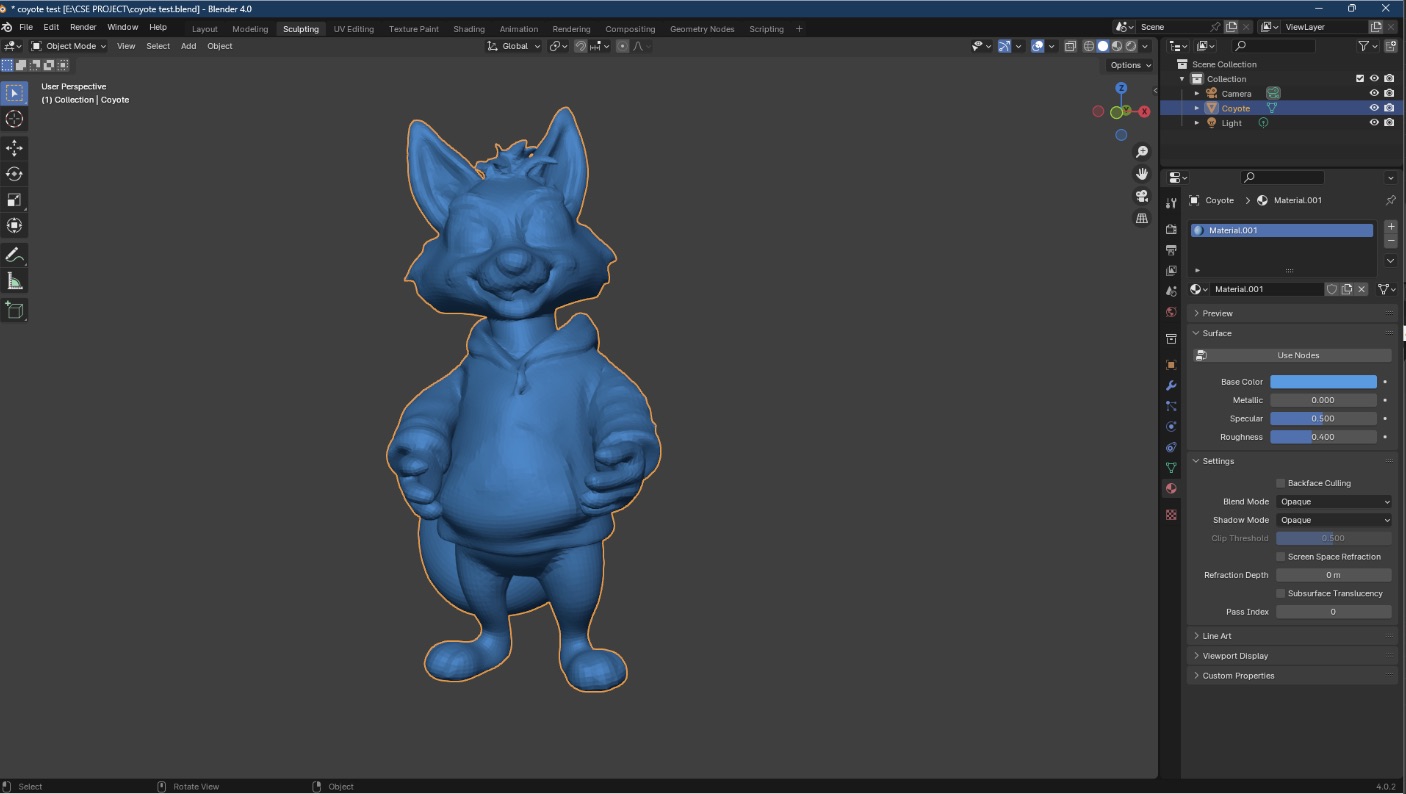 * coyote test [E:\CSE PROJECT\coyote test.blend] - Blender 4.0
File Edit Render Window Help Layout Modeling Sculpting UV Editing Texture Paint Shading Animation Rendering Compositing Geometry Nodes Scripting + Scene ViewLayer
Object Mode View Select Add Object Global
Options
User Perspective
(1) Collection | Coyote
Z
Y
X
Scene Collection
Collection
Camera
Coyote
Light
Coyote > Material.001
Material.001
Material.001
Preview
Surface
Use Nodes
Base Color
Metallic 0.000
Specular 0.500
Roughness 0.400
Settings
Backface Culling
Blend Mode Opaque
Shadow Mode Opaque
Clip Threshold 0.500
Screen Space Refraction
Refraction Depth 0 m
Subsurface Translucency
Pass Index 0
Line Art
Viewport Display
Custom Properties
Select Rotate View Object 4.0.2